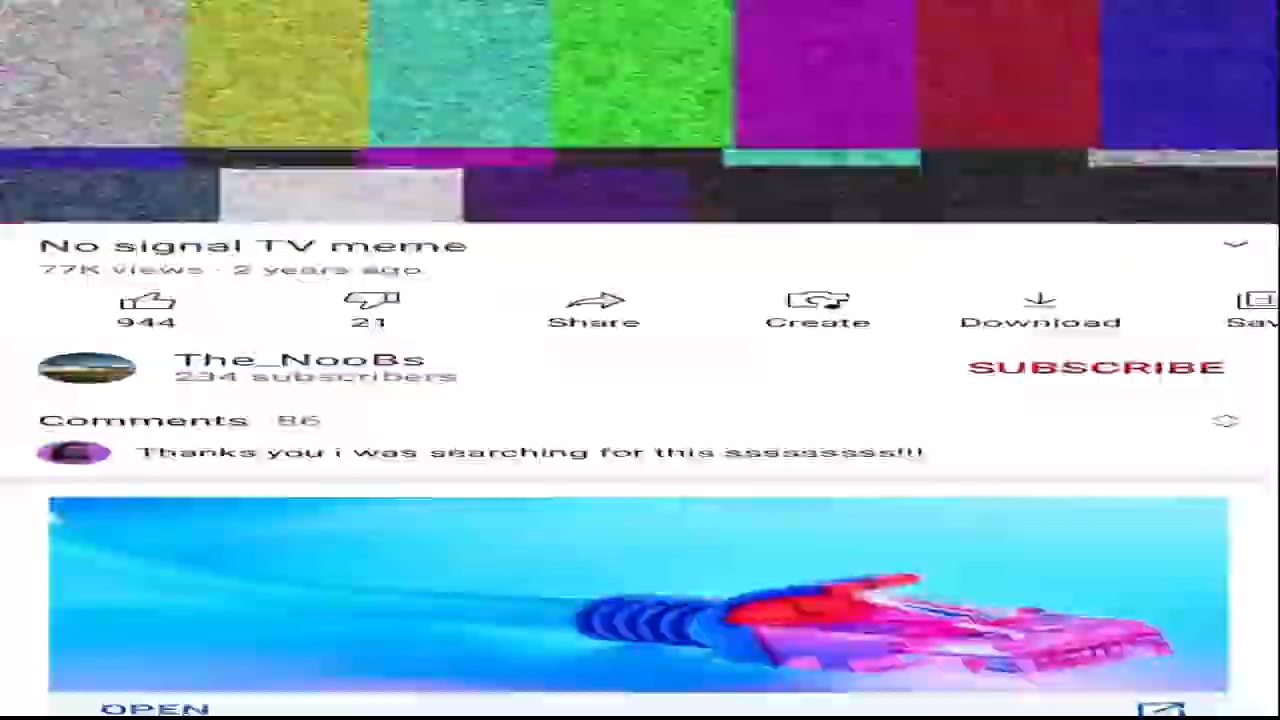 No signal TV meme
77K views · 2 years ago
944 21 Share Create Download Sav
The_NooBs
234 subscribers
SUBSCRIBE
Comments 86
Thanks you i was searching for this sssssssss!!!
OPEN